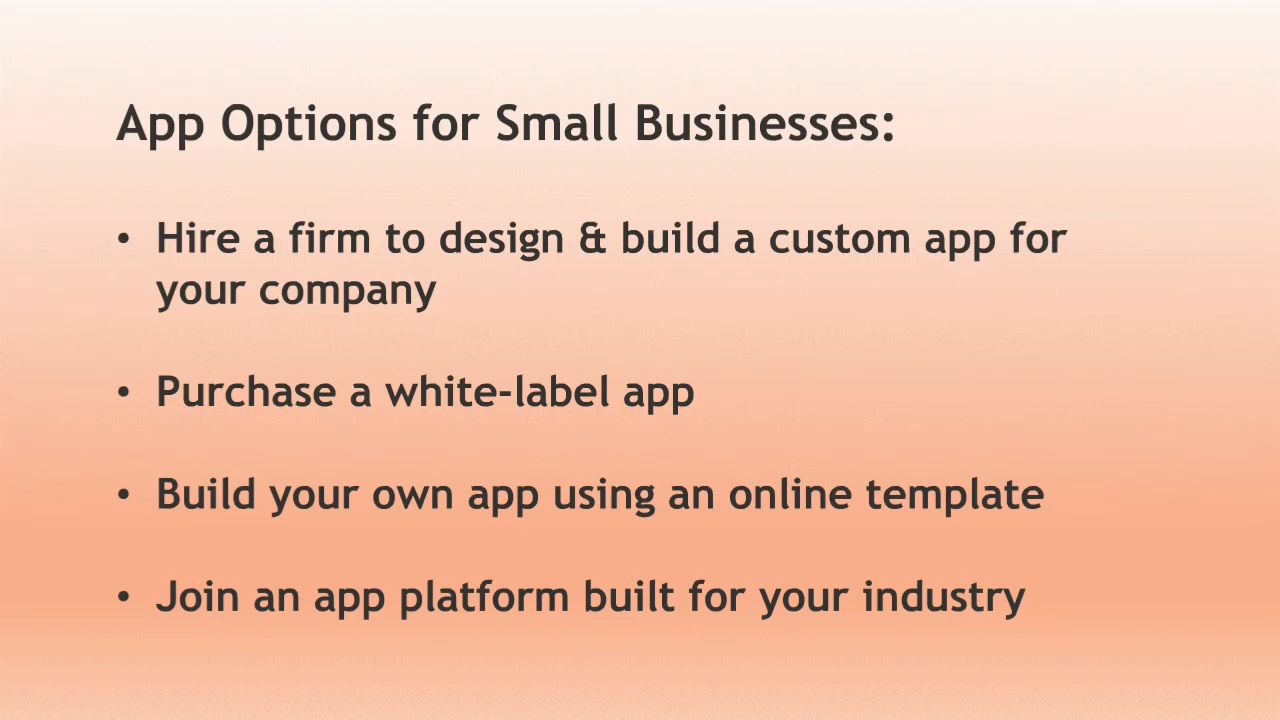 App Options for Small Businesses:
• Hire a firm to design & build a custom app for
your company
• Purchase a white-label app
• Build your own app using an online template
• Join an app platform built for your industry